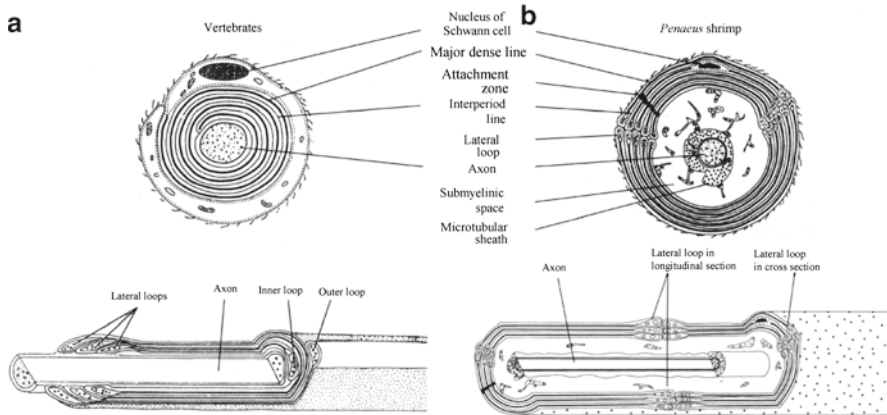 a
Vertebrates
Nucleus of
Schwann cell
Major dense line
Attachment
zone
Interperiod
line
Lateral
loop
Axon
Submyelinic
space
Microtubular
sheath
b
Penaeus shrimp
Lateral loops
Axon
Inner loop
Outer loop
Axon
Lateral loop in
longitudinal section
Lateral loop
in cross section